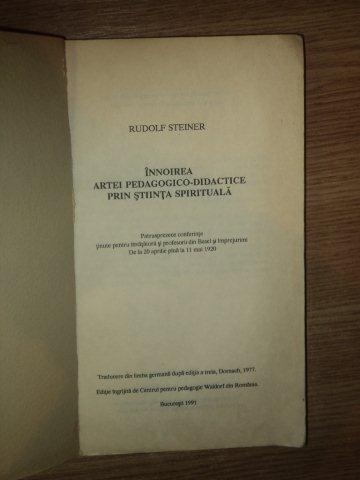 RUDOLF STEINER
ÎNNOIREA
ARTEI PEDAGOGICO-DIDACTICE
PRIN ŞTIINŢA SPIRITUALĂ
Patrusprezece conferinţe
ţinute pentru învăţătorii şi profesorii din Basel şi împrejurimi
De la 20 aprilie pînă la 11 mai 1920
Traducere din limba germană după ediţia a treia, Dornach, 1977.
Ediţie îngrijită de Centrul pentru pedagogie Waldorf din România.
Bucureşti 1991